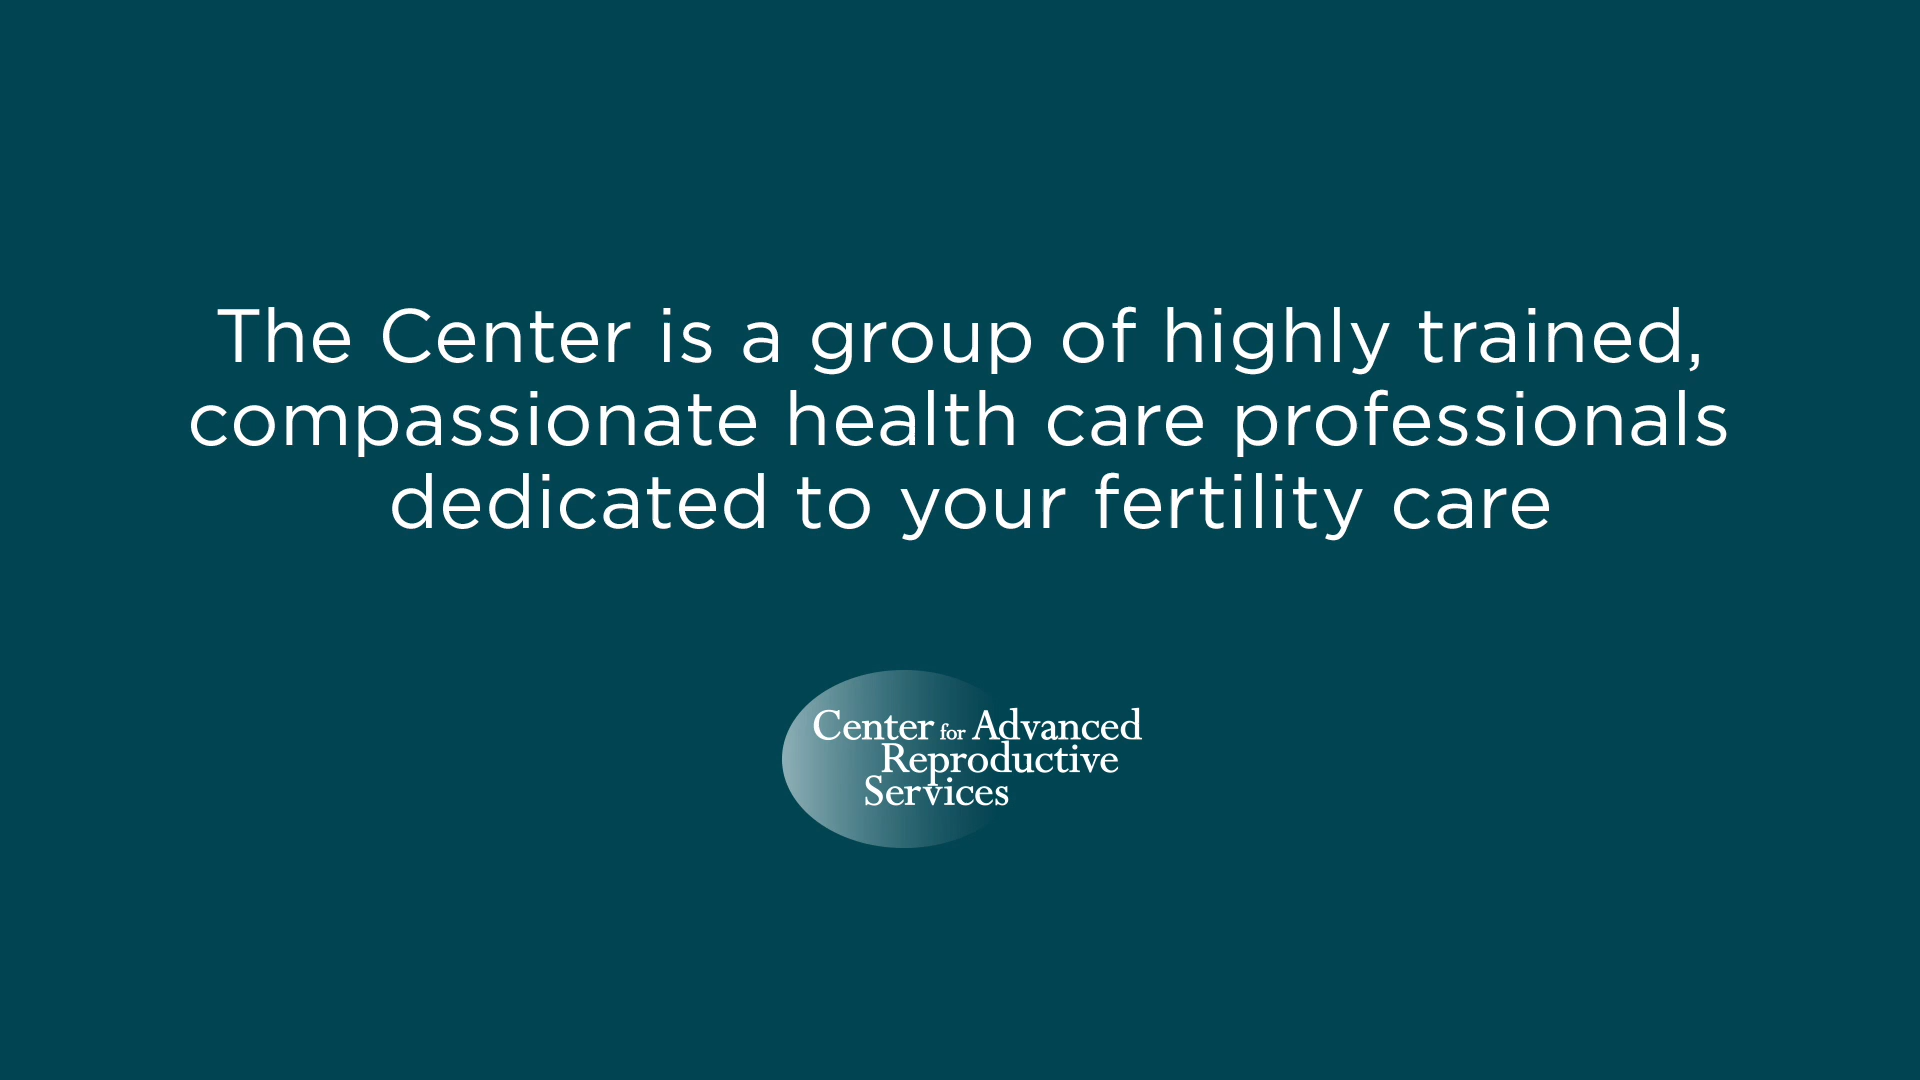 The Center is a group of highly trained,
compassionate health care professionals
dedicated to your fertility care
Center for Advanced
Reproductive
Services